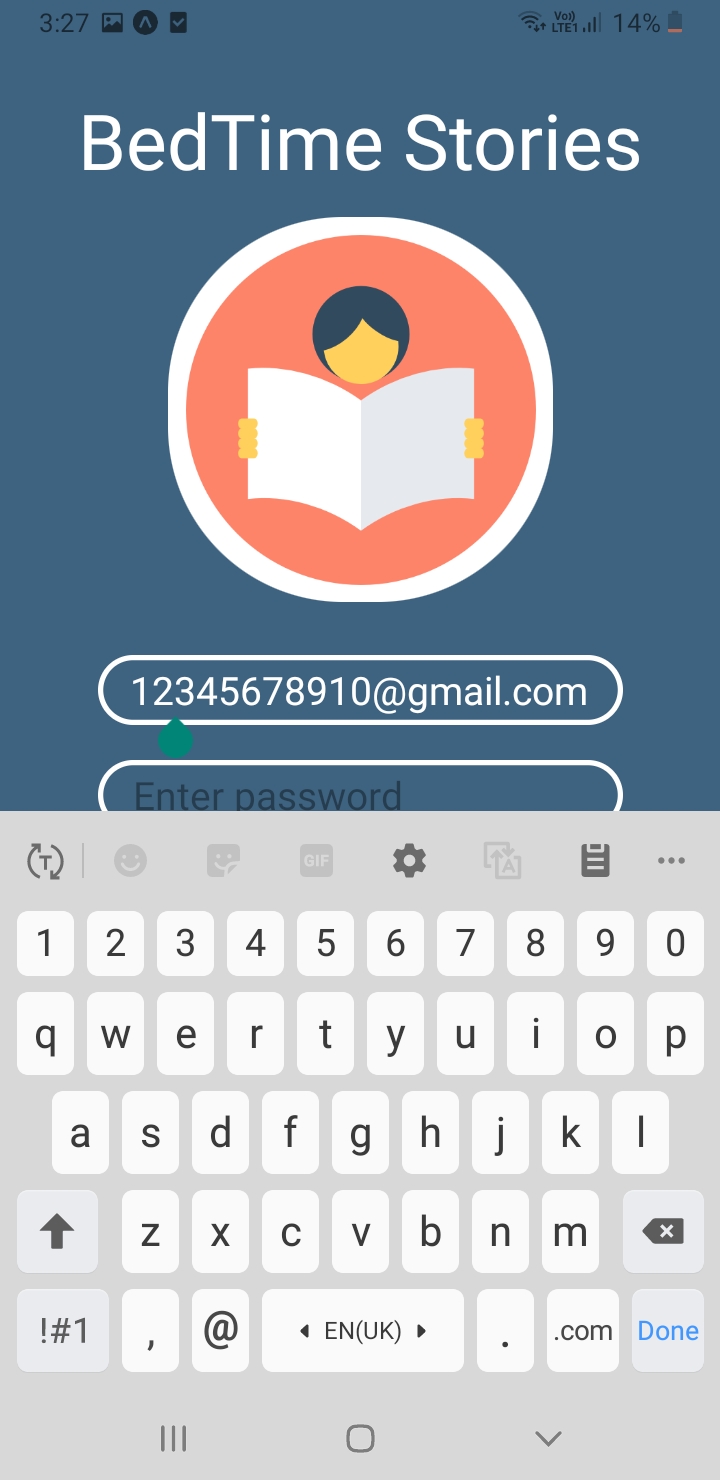 3:27 Vo) LTE1 14%
BedTime Stories
12345678910@gmail.com
Enter password
T GIF A
1 2 3 4 5 6 7 8 9 0
q w e r t y u i o p
a s d f g h j k l
z x c v b n m
!#1 , @ EN(UK) . .com Done